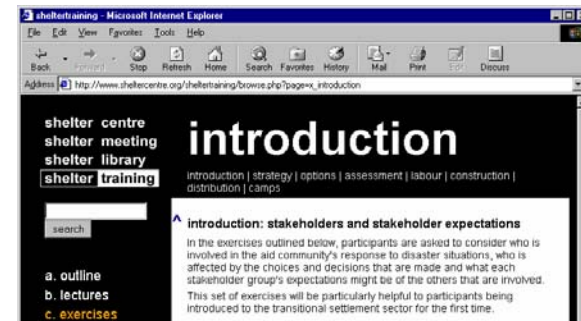 sheltertraining - Microsoft Internet Explorer
File Edit View Favorites Tools Help
Back Forward Stop Refresh Home Search Favorites History Mail Print Edit Discuss
Address http://www.sheltercentre.org/sheltertraining/browse.php?page=x_introduction
shelter centre
shelter meeting
shelter library
shelter training
search
a. outline
b. lectures
c. exercises
introduction
introduction | strategy | options | assessment | labour | construction |
distribution | camps
^ introduction: stakeholders and stakeholder expectations
In the exercises outlined below, participants are asked to consider who is
involved in the aid community's response to disaster situations, who is
affected by the choices and decisions that are made and what each
stakeholder group's expectations might be of the others that are involved.
This set of exercises will be particularly helpful to participants being
introduced to the transitional settlement sector for the first time.